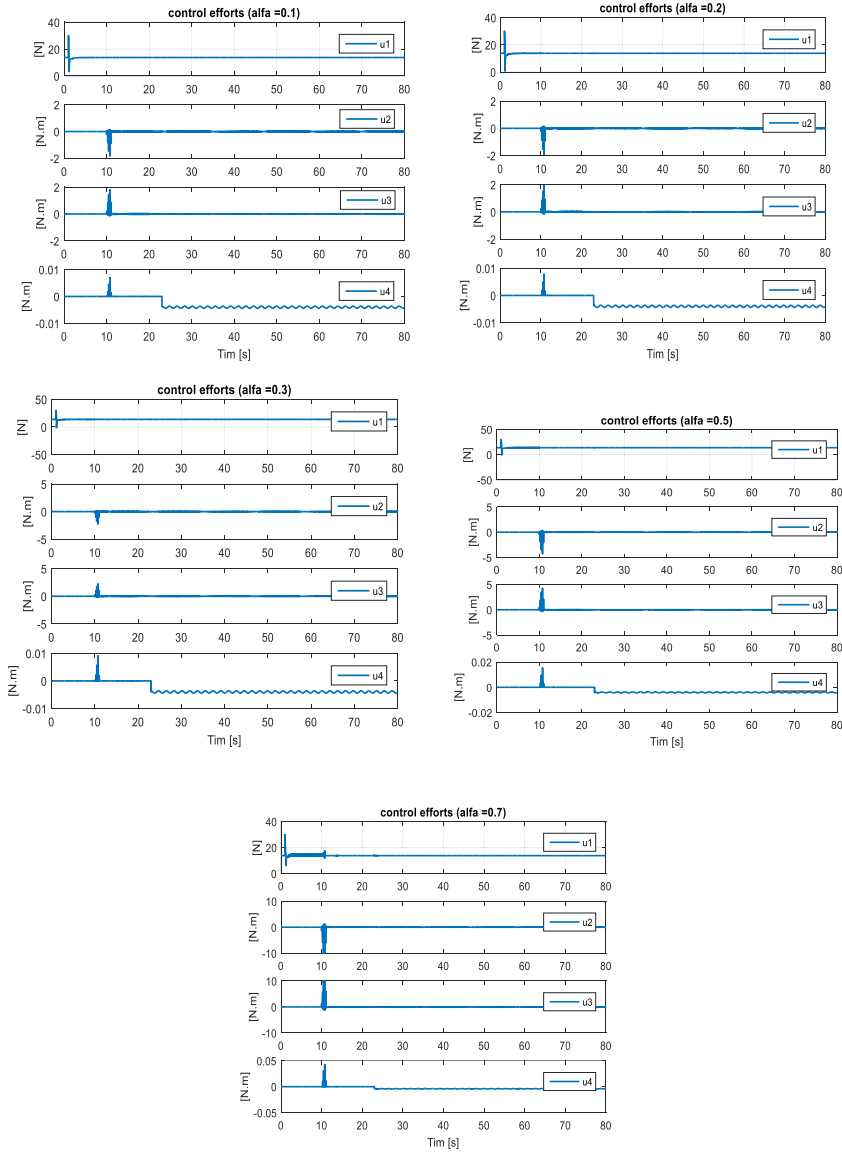 control efforts (alfa =0.1)
[N]
40
20
0
u1
0 10 20 30 40 50 60 70 80
[N.m]
2
0
-2
u2
0 10 20 30 40 50 60 70 80
[N.m]
2
0
-2
u3
0 10 20 30 40 50 60 70 80
[N.m]
0.01
0
-0.01
u4
0 10 20 30 40 50 60 70 80
Tim [s]
control efforts (alfa =0.2)
[N]
40
20
0
u1
0 10 20 30 40 50 60 70 80
[N.m]
2
0
-2
u2
0 10 20 30 40 50 60 70 80
[N.m]
2
0
-2
u3
0 10 20 30 40 50 60 70 80
[N.m]
0.01
0
-0.01
u4
0 10 20 30 40 50 60 70 80
Tim [s]
control efforts (alfa =0.3)
[N]
50
0
-50
u1
0 10 20 30 40 50 60 70 80
[N.m]
5
0
-5
u2
0 10 20 30 40 50 60 70 80
[N.m]
5
0
-5
u3
0 10 20 30 40 50 60 70 80
[N.m]
0.01
0
-0.01
u4
0 10 20 30 40 50 60 70 80
Tim [s]
control efforts (alfa =0.5)
[N]
50
0
-50
u1
0 10 20 30 40 50 60 70 80
[N.m]
5
0
-5
u2
0 10 20 30 40 50 60 70 80
[N.m]
5
0
-5
u3
0 10 20 30 40 50 60 70 80
[N.m]
0.02
0
-0.02
u4
0 10 20 30 40 50 60 70 80
Tim [s]
control efforts (alfa =0.7)
[N]
40
20
0
u1
0 10 20 30 40 50 60 70 80
[N.m]
10
0
-10
u2
0 10 20 30 40 50 60 70 80
[N.m]
10
0
-10
u3
0 10 20 30 40 50 60 70 80
[N.m]
0.05
0
-0.05
u4
0 10 20 30 40 50 60 70 80
Tim [s]